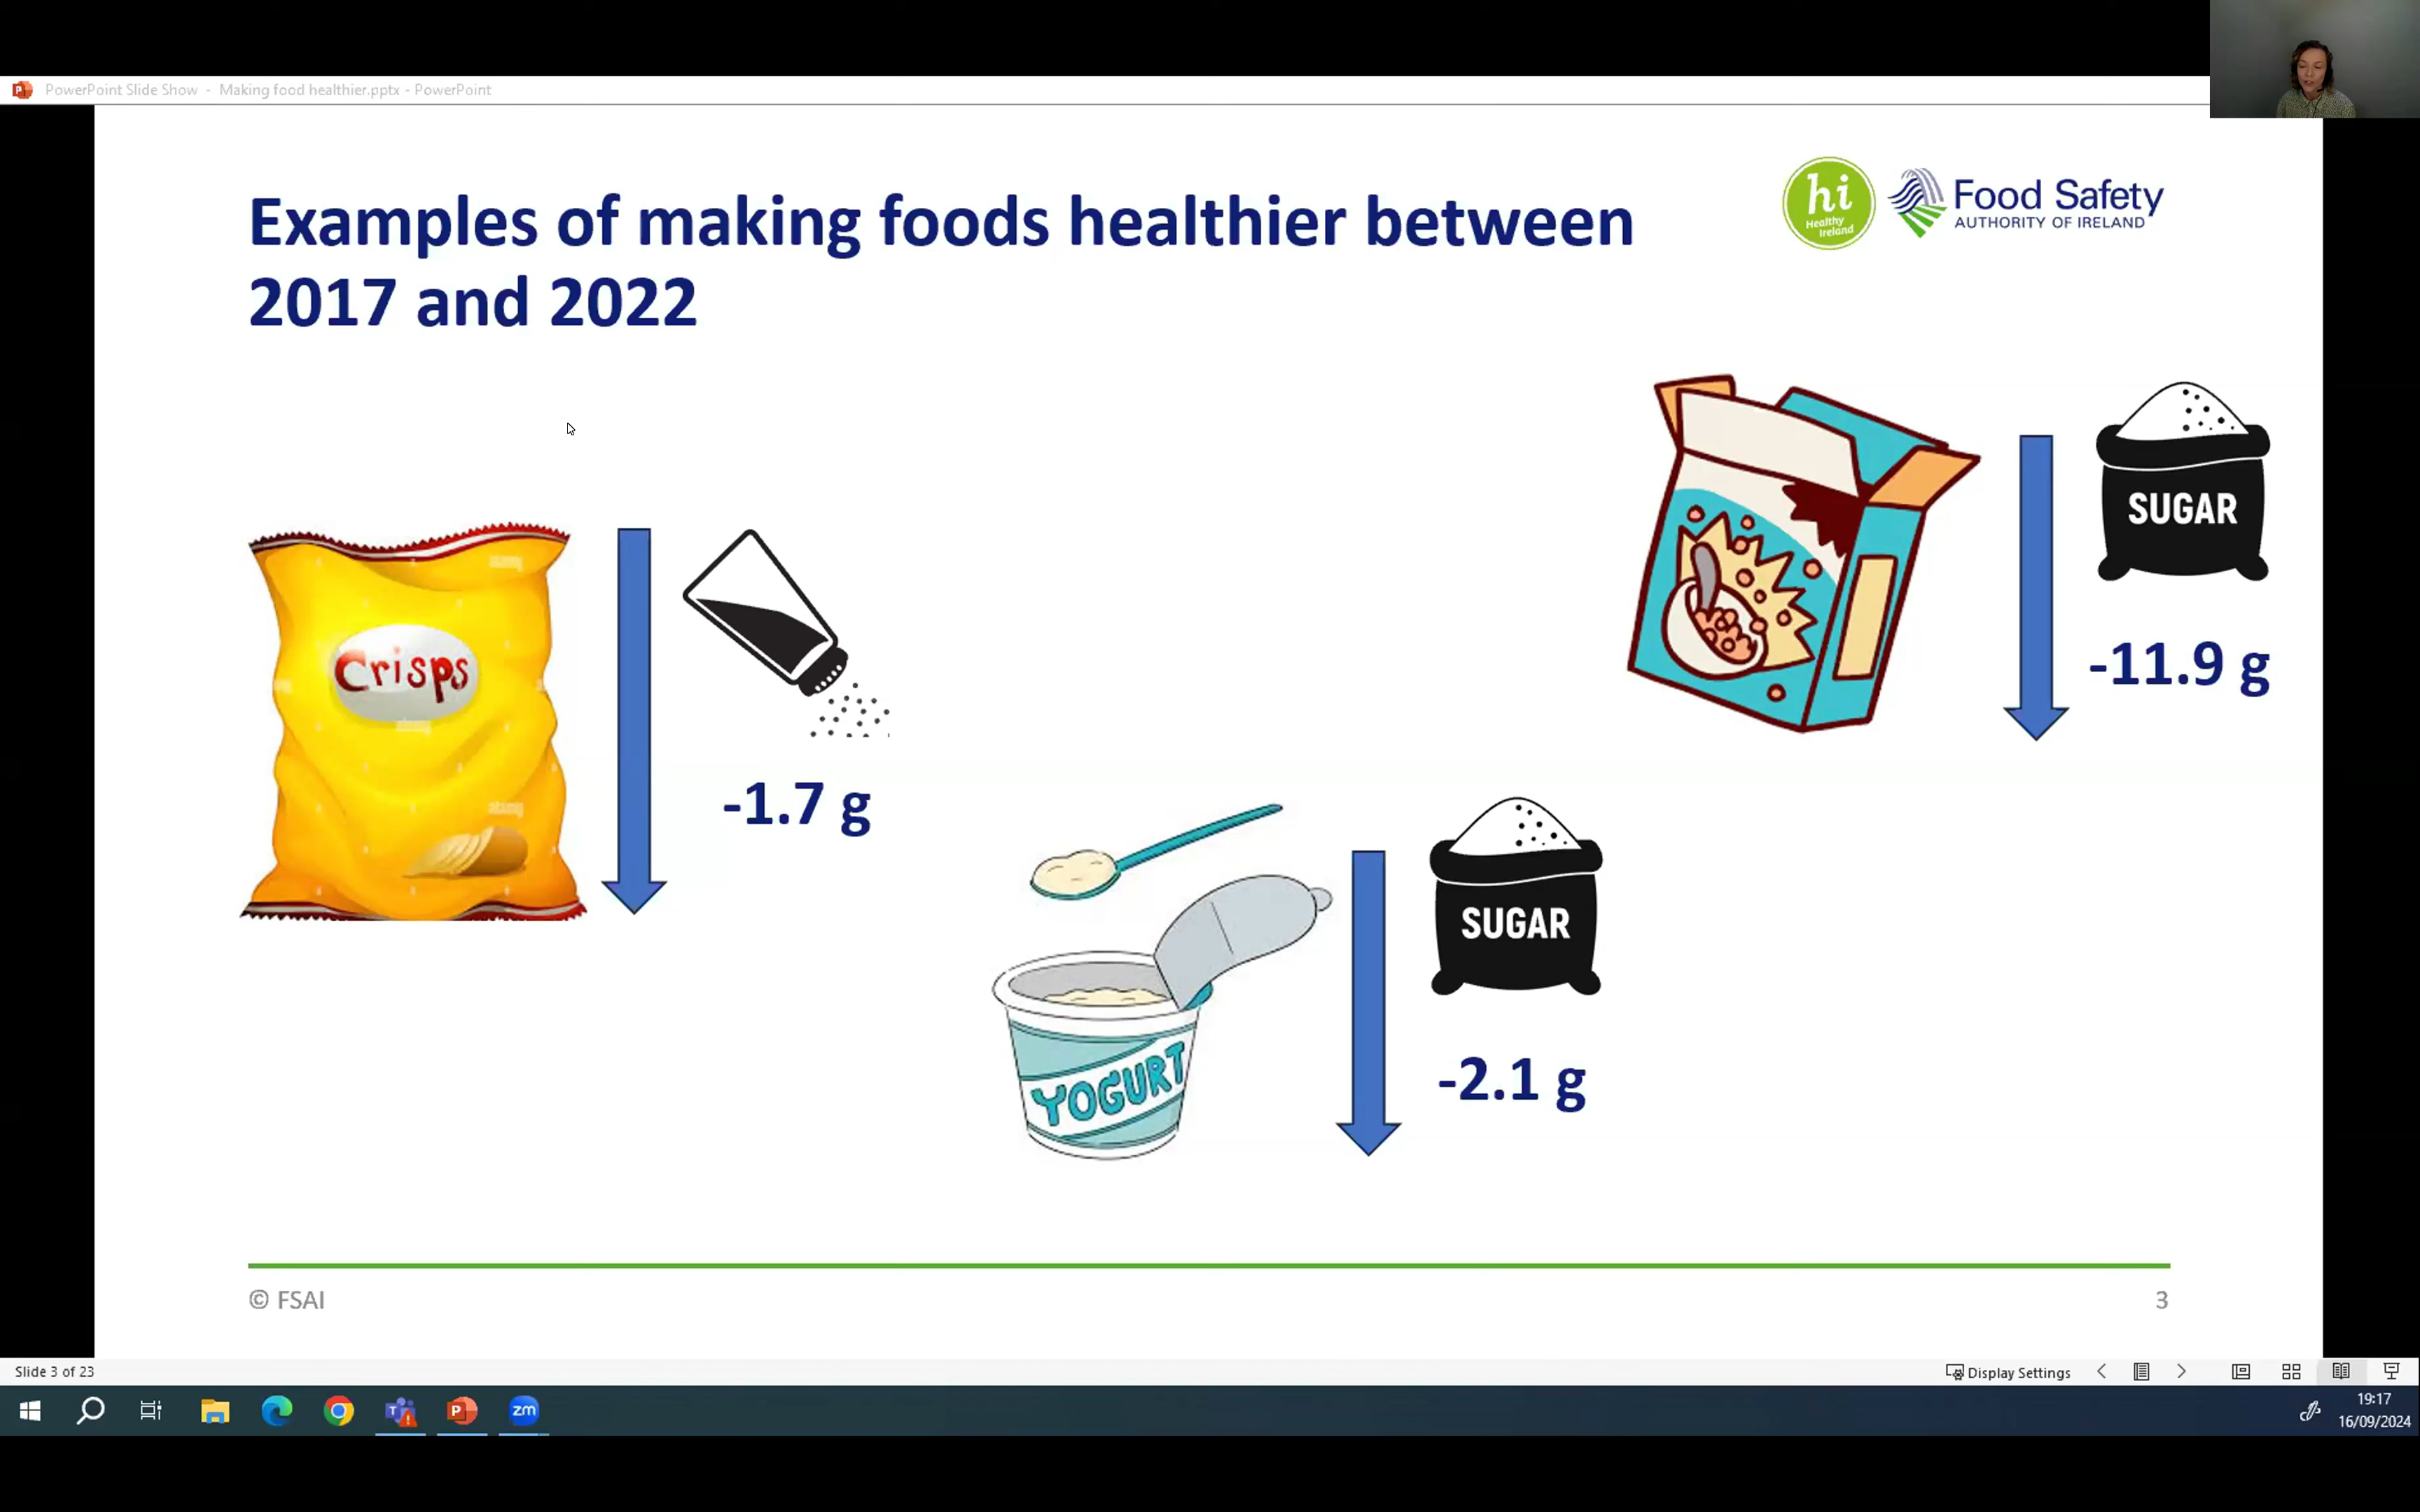 PowerPoint Slide Show - Making food healthier.pptx - PowerPoint
Examples of making foods healthier between
2017 and 2022
hi
Healthy
Ireland
Food Safety
AUTHORITY OF IRELAND
Crisps
-1.7 g
YOGURT
SUGAR
-2.1 g
SUGAR
-11.9 g
© FSAI
3
Slide 3 of 23
Display Settings
zm
19:17
16/09/2024